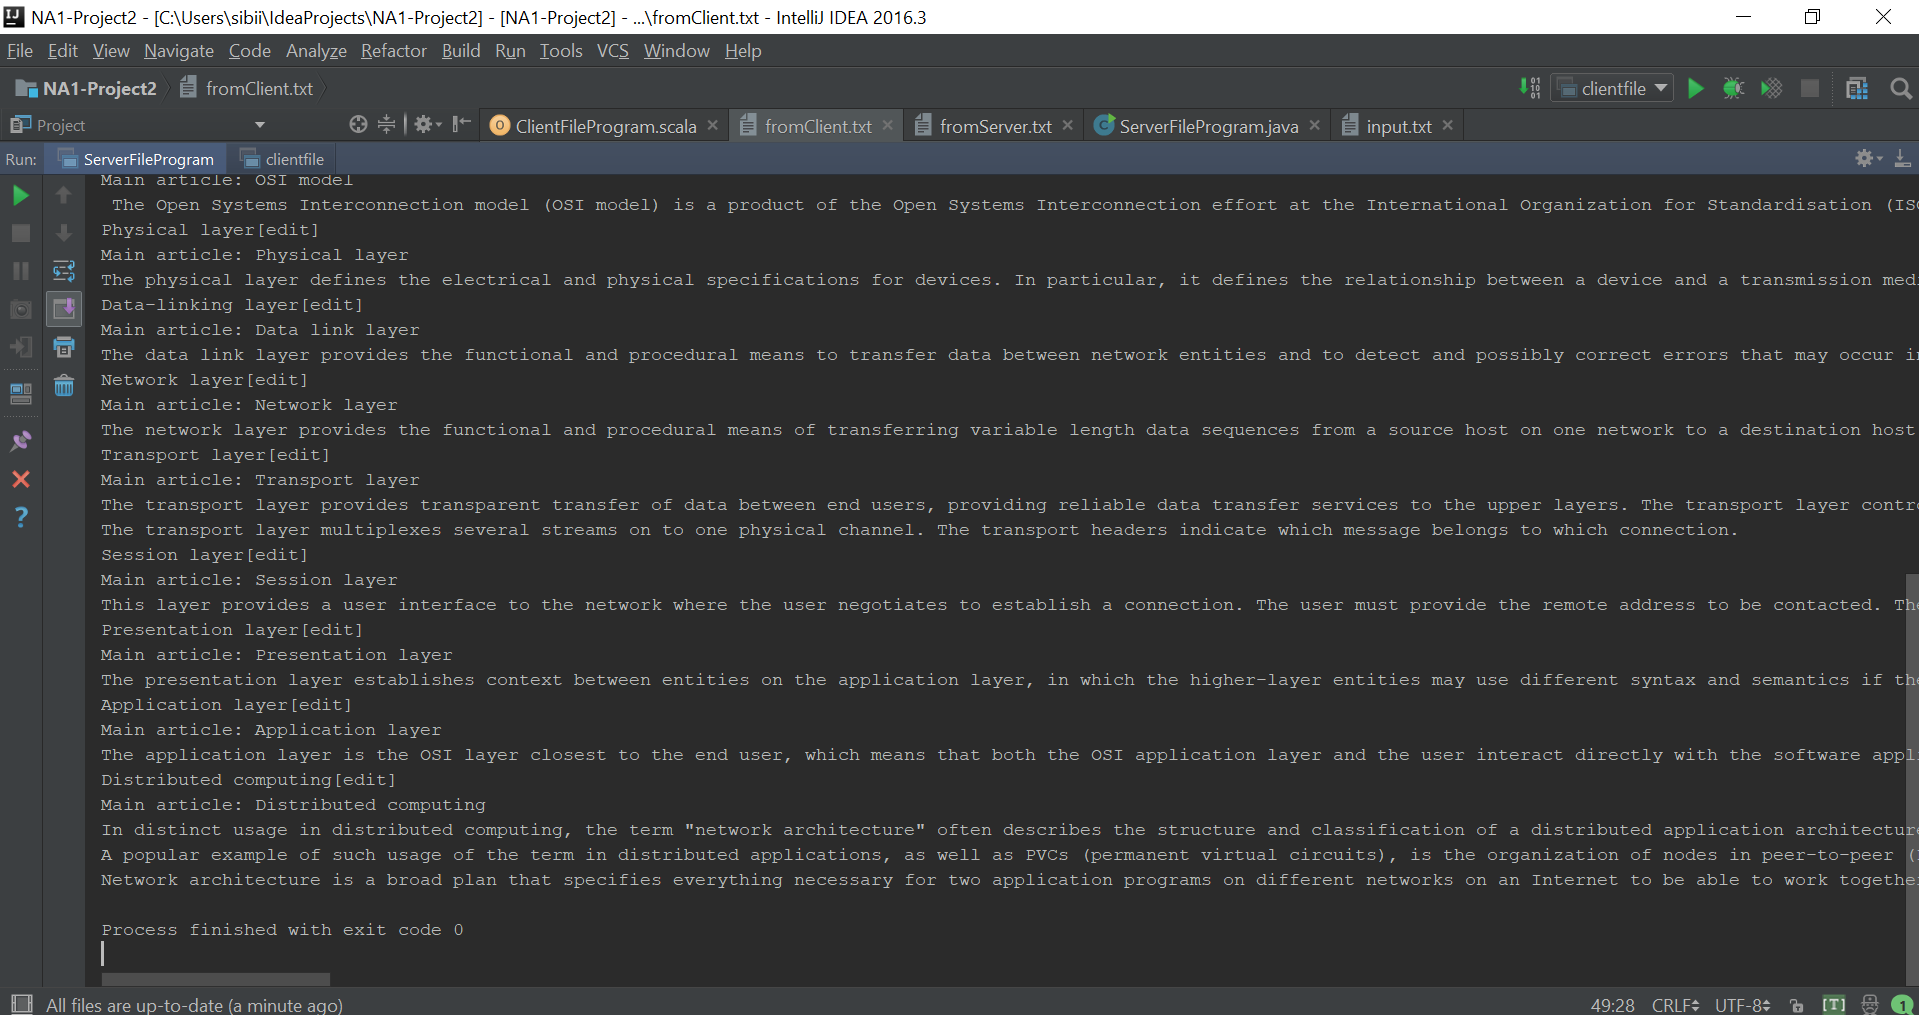 NA1-Project2 - [C:\Users\sibii\IdeaProjects\NA1-Project2] - [NA1-Project2] - ...\fromClient.txt - IntelliJ IDEA 2016.3
File Edit View Navigate Code Analyze Refactor Build Run Tools VCS Window Help
NA1-Project2 fromClient.txt clientfile
Project ClientFileProgram.scala fromClient.txt fromServer.txt ServerFileProgram.java input.txt
Run: ServerFileProgram clientfile
Main article: OSI model
The Open Systems Interconnection model (OSI model) is a product of the Open Systems Interconnection effort at the International Organization for Standardisation (IS
Physical layer[edit]
Main article: Physical layer
The physical layer defines the electrical and physical specifications for devices. In particular, it defines the relationship between a device and a transmission med
Data-linking layer[edit]
Main article: Data link layer
The data link layer provides the functional and procedural means to transfer data between network entities and to detect and possibly correct errors that may occur i
Network layer[edit]
Main article: Network layer
The network layer provides the functional and procedural means of transferring variable length data sequences from a source host on one network to a destination host
Transport layer[edit]
Main article: Transport layer
The transport layer provides transparent transfer of data between end users, providing reliable data transfer services to the upper layers. The transport layer contr
The transport layer multiplexes several streams on to one physical channel. The transport headers indicate which message belongs to which connection.
Session layer[edit]
Main article: Session layer
This layer provides a user interface to the network where the user negotiates to establish a connection. The user must provide the remote address to be contacted. Th
Presentation layer[edit]
Main article: Presentation layer
The presentation layer establishes context between entities on the application layer, in which the higher-layer entities may use different syntax and semantics if th
Application layer[edit]
Main article: Application layer
The application layer is the OSI layer closest to the end user, which means that both the OSI application layer and the user interact directly with the software appl
Distributed computing[edit]
Main article: Distributed computing
In distinct usage in distributed computing, the term "network architecture" often describes the structure and classification of a distributed application architectur
A popular example of such usage of the term in distributed applications, as well as PVCs (permanent virtual circuits), is the organization of nodes in peer-to-peer (
Network architecture is a broad plan that specifies everything necessary for two application programs on different networks on an Internet to be able to work togethe
Process finished with exit code 0
All files are up-to-date (a minute ago) 49:28 CRLF UTF-8 [T] 1